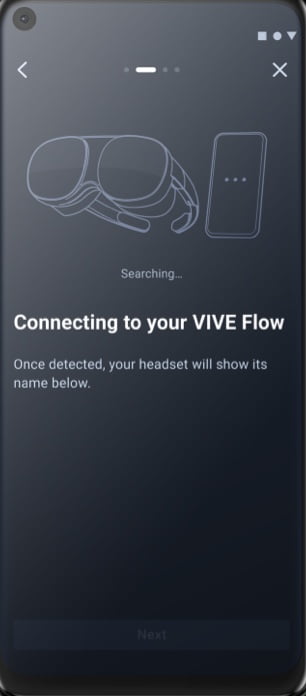 Searching...
Connecting to your VIVE Flow
Once detected, your headset will show its
name below.
Next